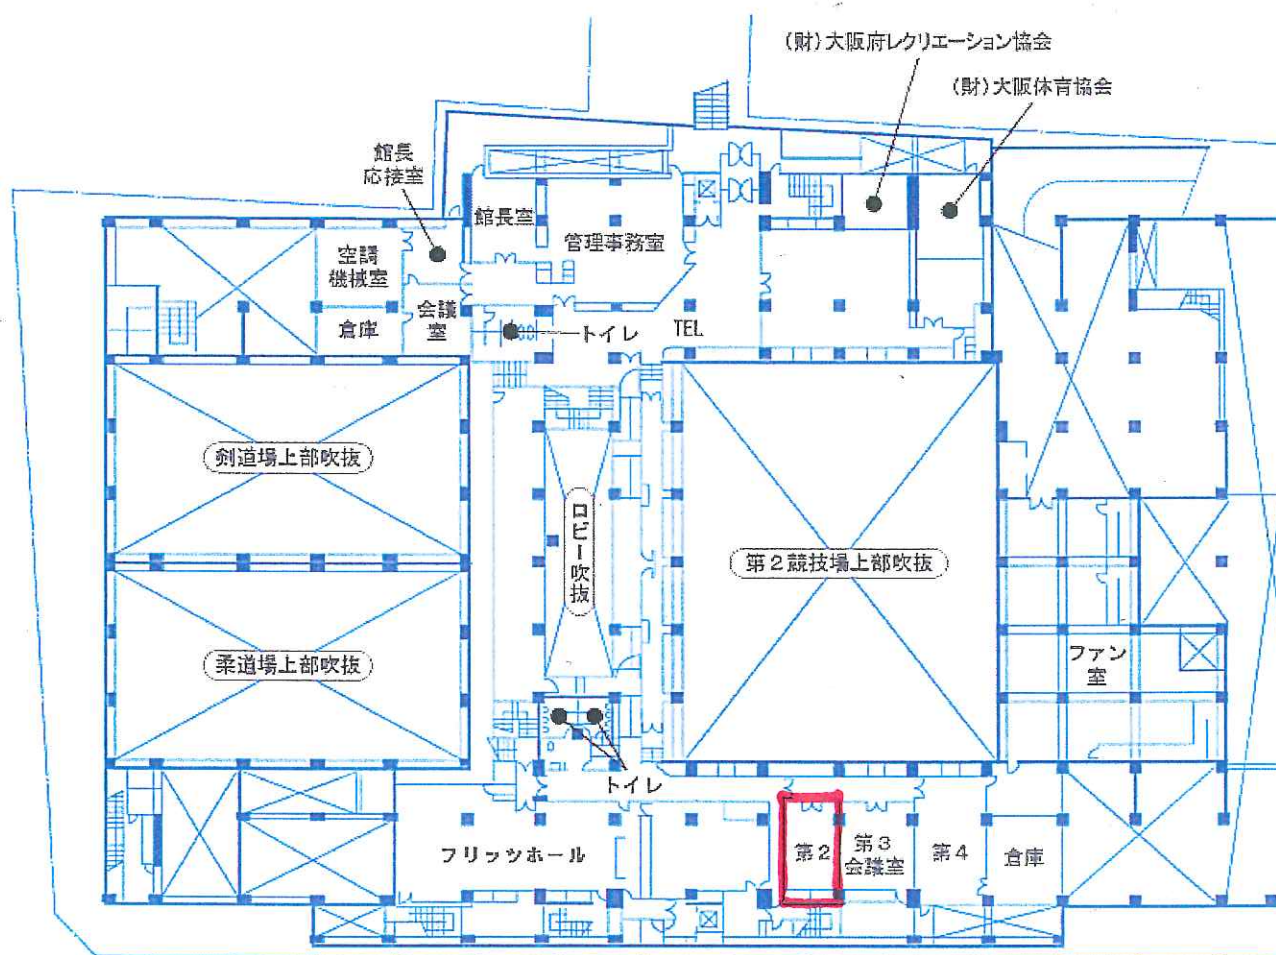 (財)大阪府レクリエーション協会
(財)大阪体育協会
館長
応接室
館長室
管理事務室
空調
機械室
会議
室
倉庫
トイレ
TEL
剣道場上部吹抜
ロビー吹抜
第2競技場上部吹抜
柔道場上部吹抜
ファン
室
トイレ
フリッツホール
第2
第3
会議室
第4
倉庫